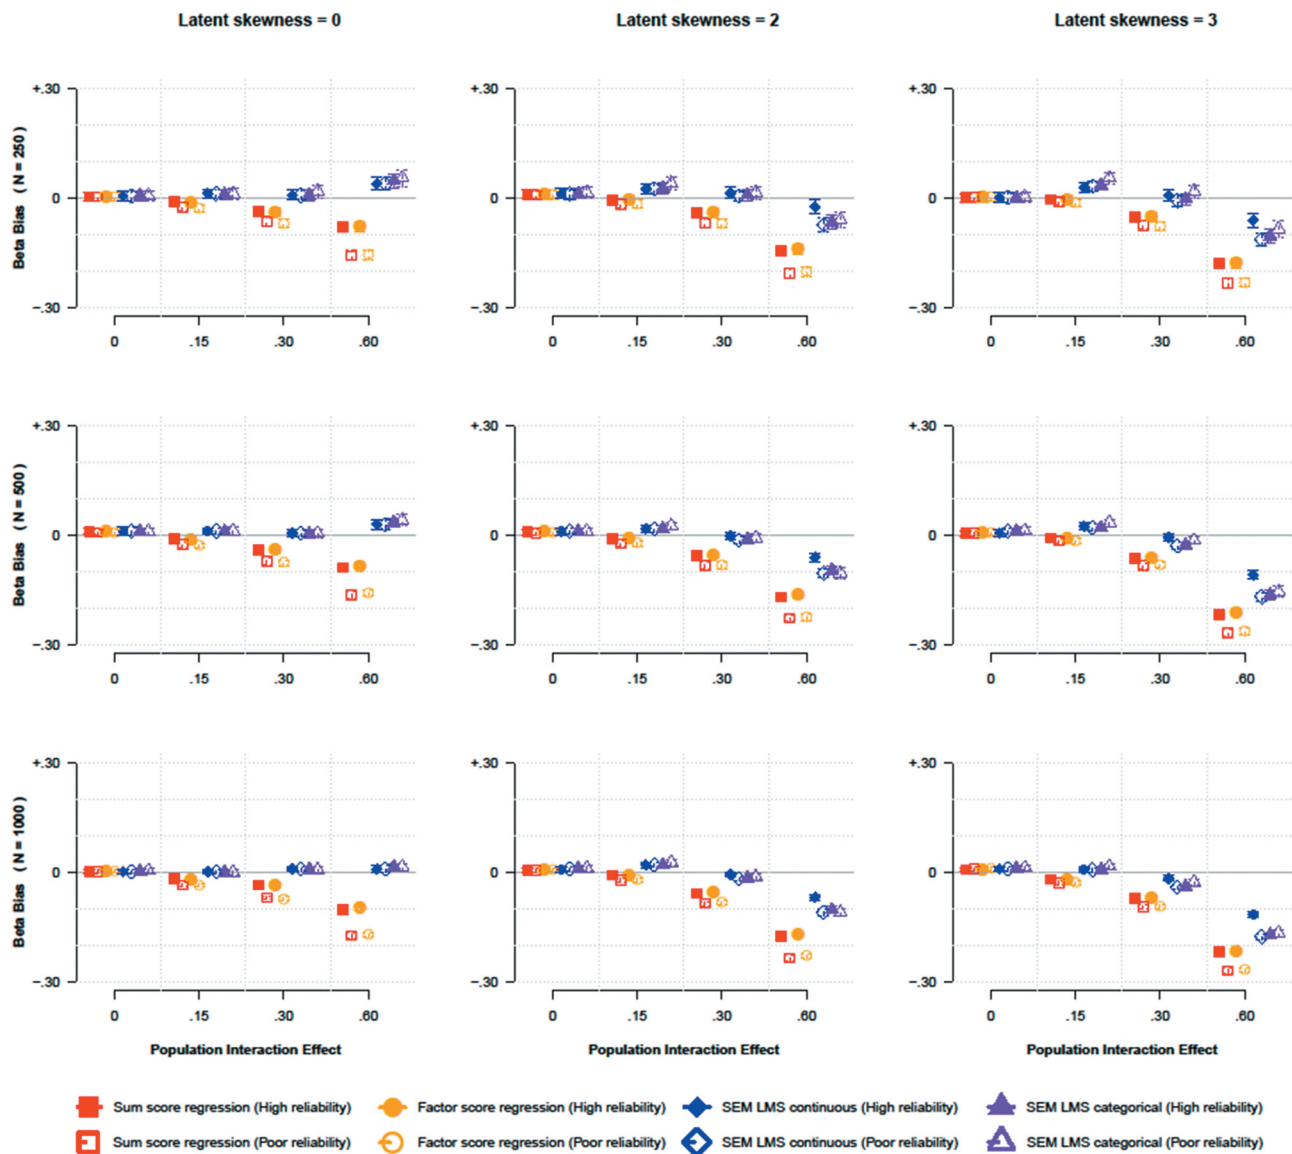 Latent skewness = 0
Latent skewness = 2
Latent skewness = 3
Beta Bias ( N = 250 )
+.30
0
−.30
0 .15 .30 .60
+.30
0
−.30
0 .15 .30 .60
+.30
0
−.30
0 .15 .30 .60
Beta Bias ( N = 500 )
+.30
0
−.30
0 .15 .30 .60
+.30
0
−.30
0 .15 .30 .60
+.30
0
−.30
0 .15 .30 .60
Beta Bias ( N = 1000 )
+.30
0
−.30
0 .15 .30 .60
Population Interaction Effect
+.30
0
−.30
0 .15 .30 .60
Population Interaction Effect
+.30
0
−.30
0 .15 .30 .60
Population Interaction Effect
Sum score regression (High reliability)
Factor score regression (High reliability)
SEM LMS continuous (High reliability)
SEM LMS categorical (High reliability)
Sum score regression (Poor reliability)
Factor score regression (Poor reliability)
SEM LMS continuous (Poor reliability)
SEM LMS categorical (Poor reliability)